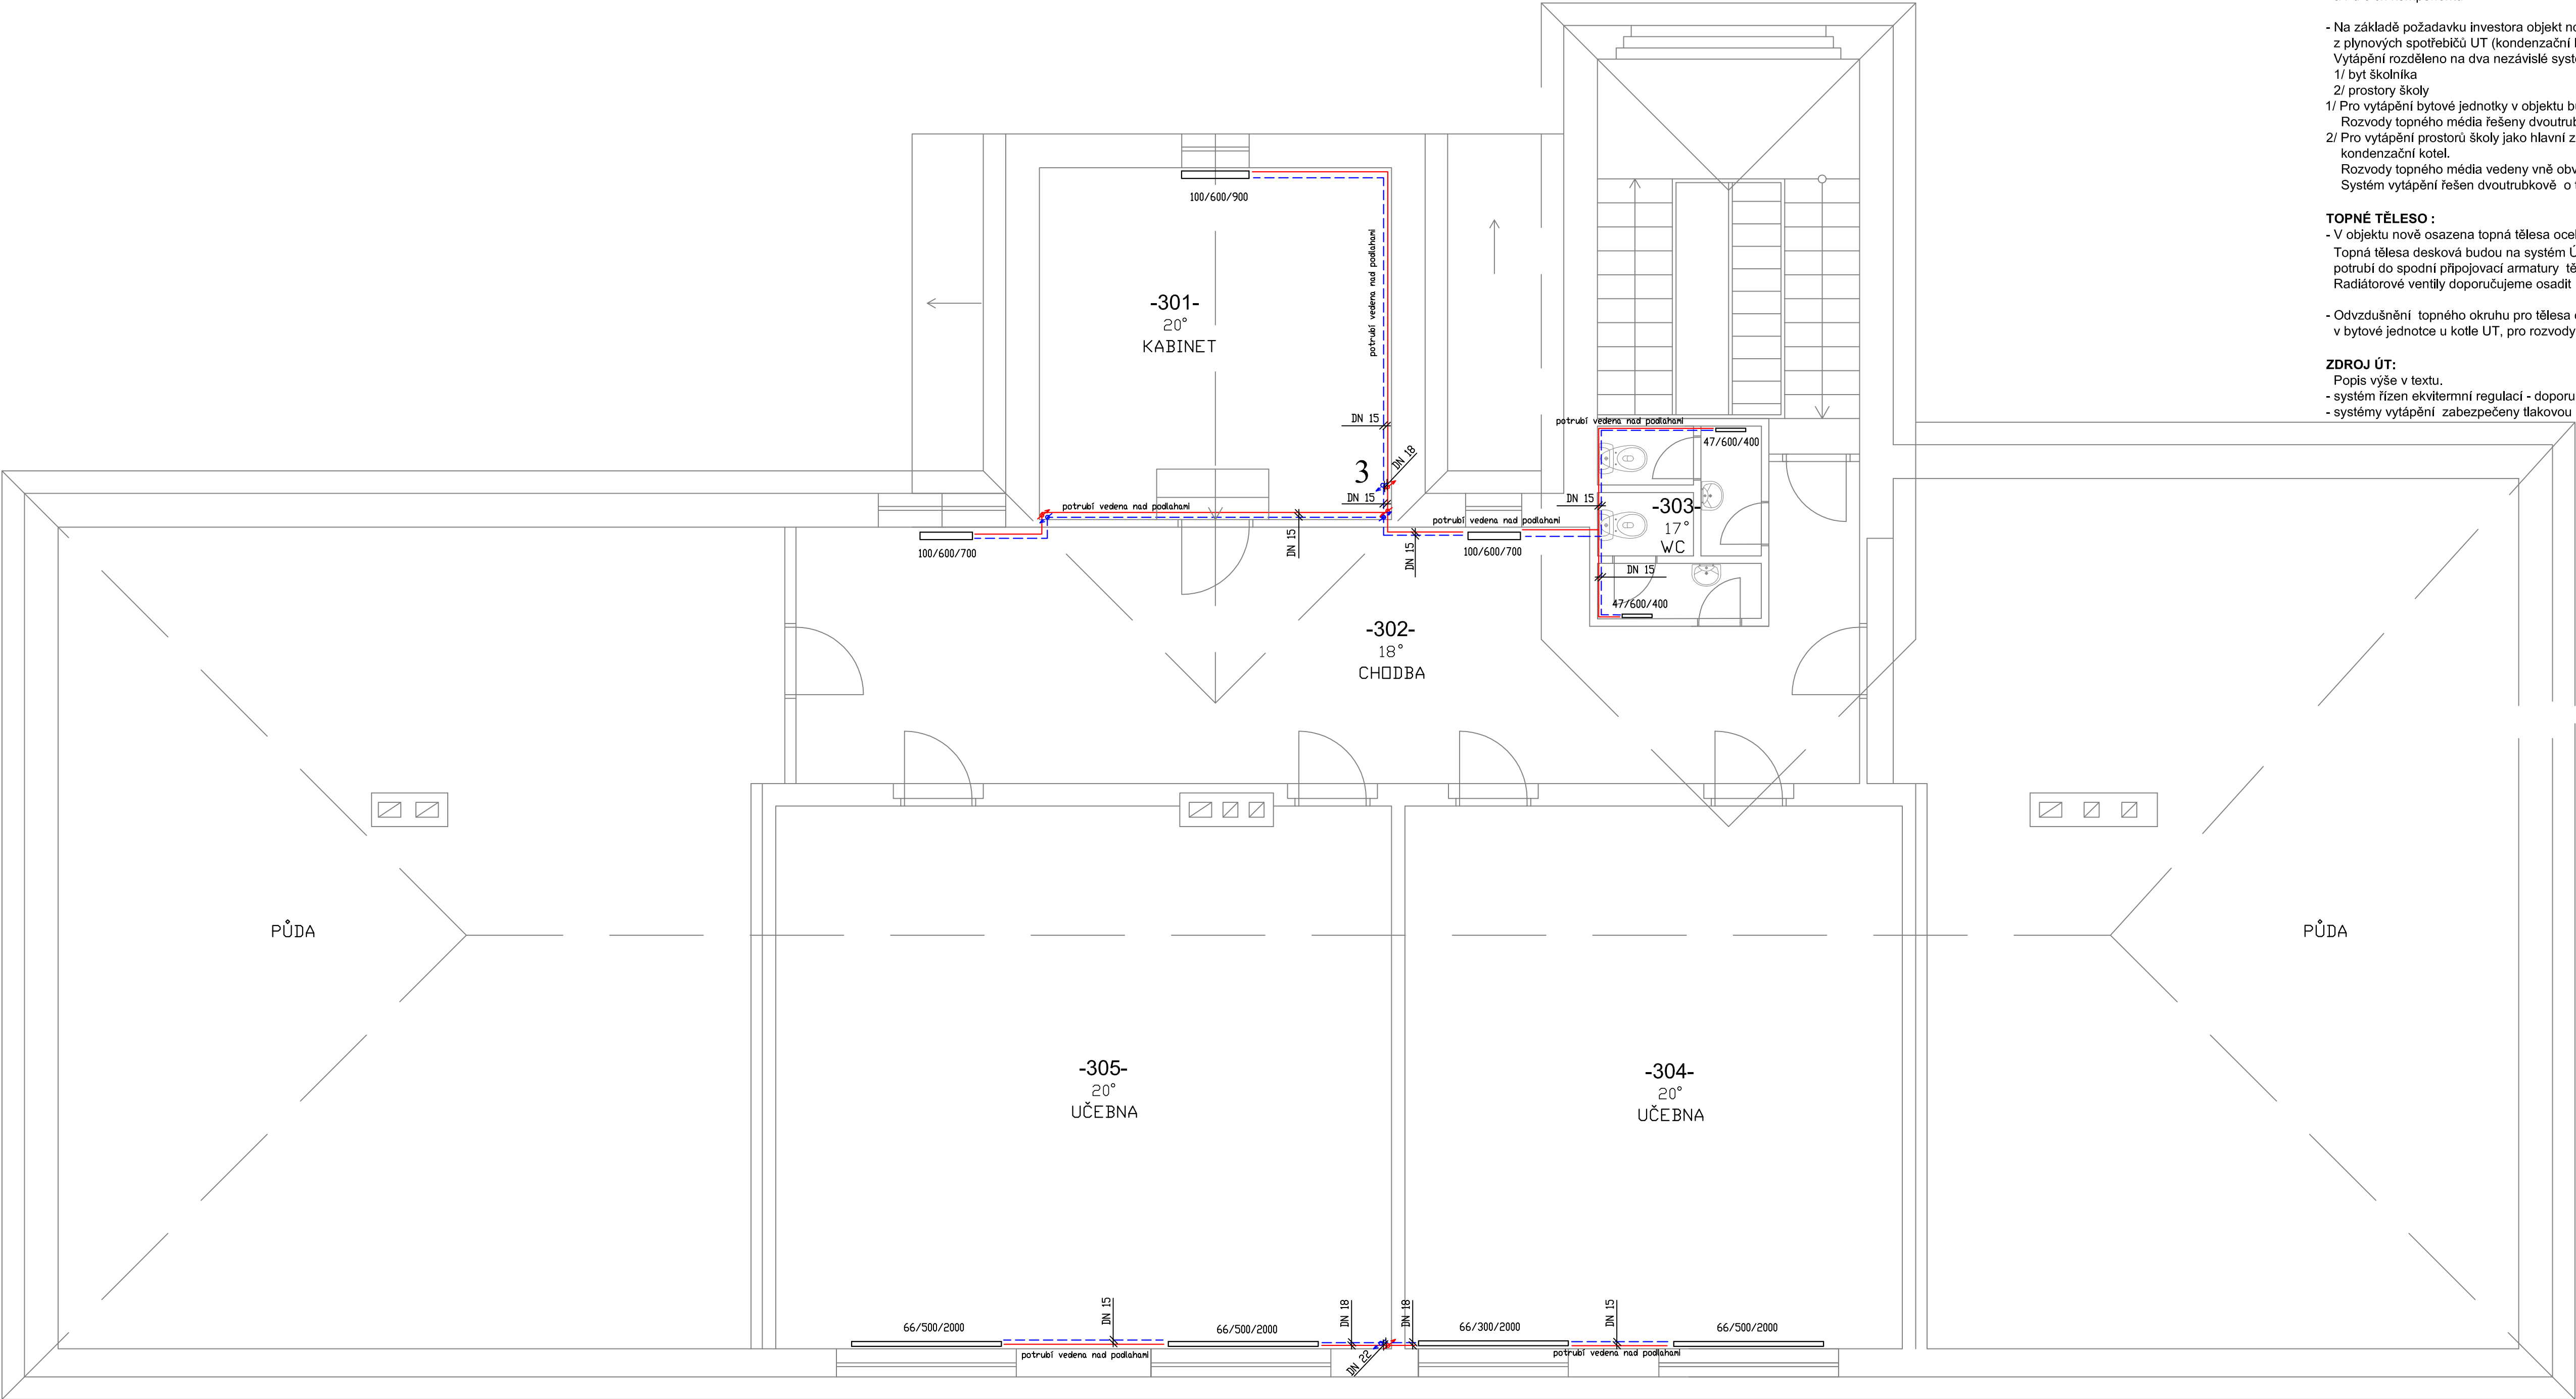 - Na základě požadavku investora objekt
z plynových spotřebičů UT (kondenzační
Vytápění rozděleno na dva nezávislé
1/ byt školníka
2/ prostory školy
1/ Pro vytápění bytové jednotky v objektu
Rozvody topného média řešeny
2/ Pro vytápění prostorů školy jako hlavní
kondenzační kotel.
Rozvody topného média vedeny vně
Systém vytápění řešen dvoutrubkově o
TOPNÉ TĚLESO :
- V objektu nově osazena topná tělesa
Topná tělesa desková budou na systém
potrubí do spodní připojovací armatury
Radiátorové ventily doporučujeme osadit
- Odvzdušnění topného okruhu pro tělesa
v bytové jednotce u kotle UT, pro rozvody
ZDROJ ÚT:
Popis výše v textu.
- systém řízen ekvitermní regulací -
- systémy vytápění zabezpečeny tlakovou
100/600/900
potrubí vedena nad podlahami
-301-
20°
KABINET
DN 15
DN 18
3
DN 15
potrubí vedena nad podlahami
100/600/700
DN 15
DN 15
potrubí vedena nad podlahami
100/600/700
potrubí vedena nad podlahami
47/600/400
DN 15
-303-
17°
WC
DN 15
47/600/400
-302-
18°
CHODBA
PŮDA
PŮDA
-305-
20°
UČEBNA
-304-
20°
UČEBNA
66/500/2000
DN 15
66/500/2000
DN 18
DN 18
66/300/2000
DN 15
66/500/2000
potrubí vedena nad podlahami
DN 22
potrubí vedena nad podlahami